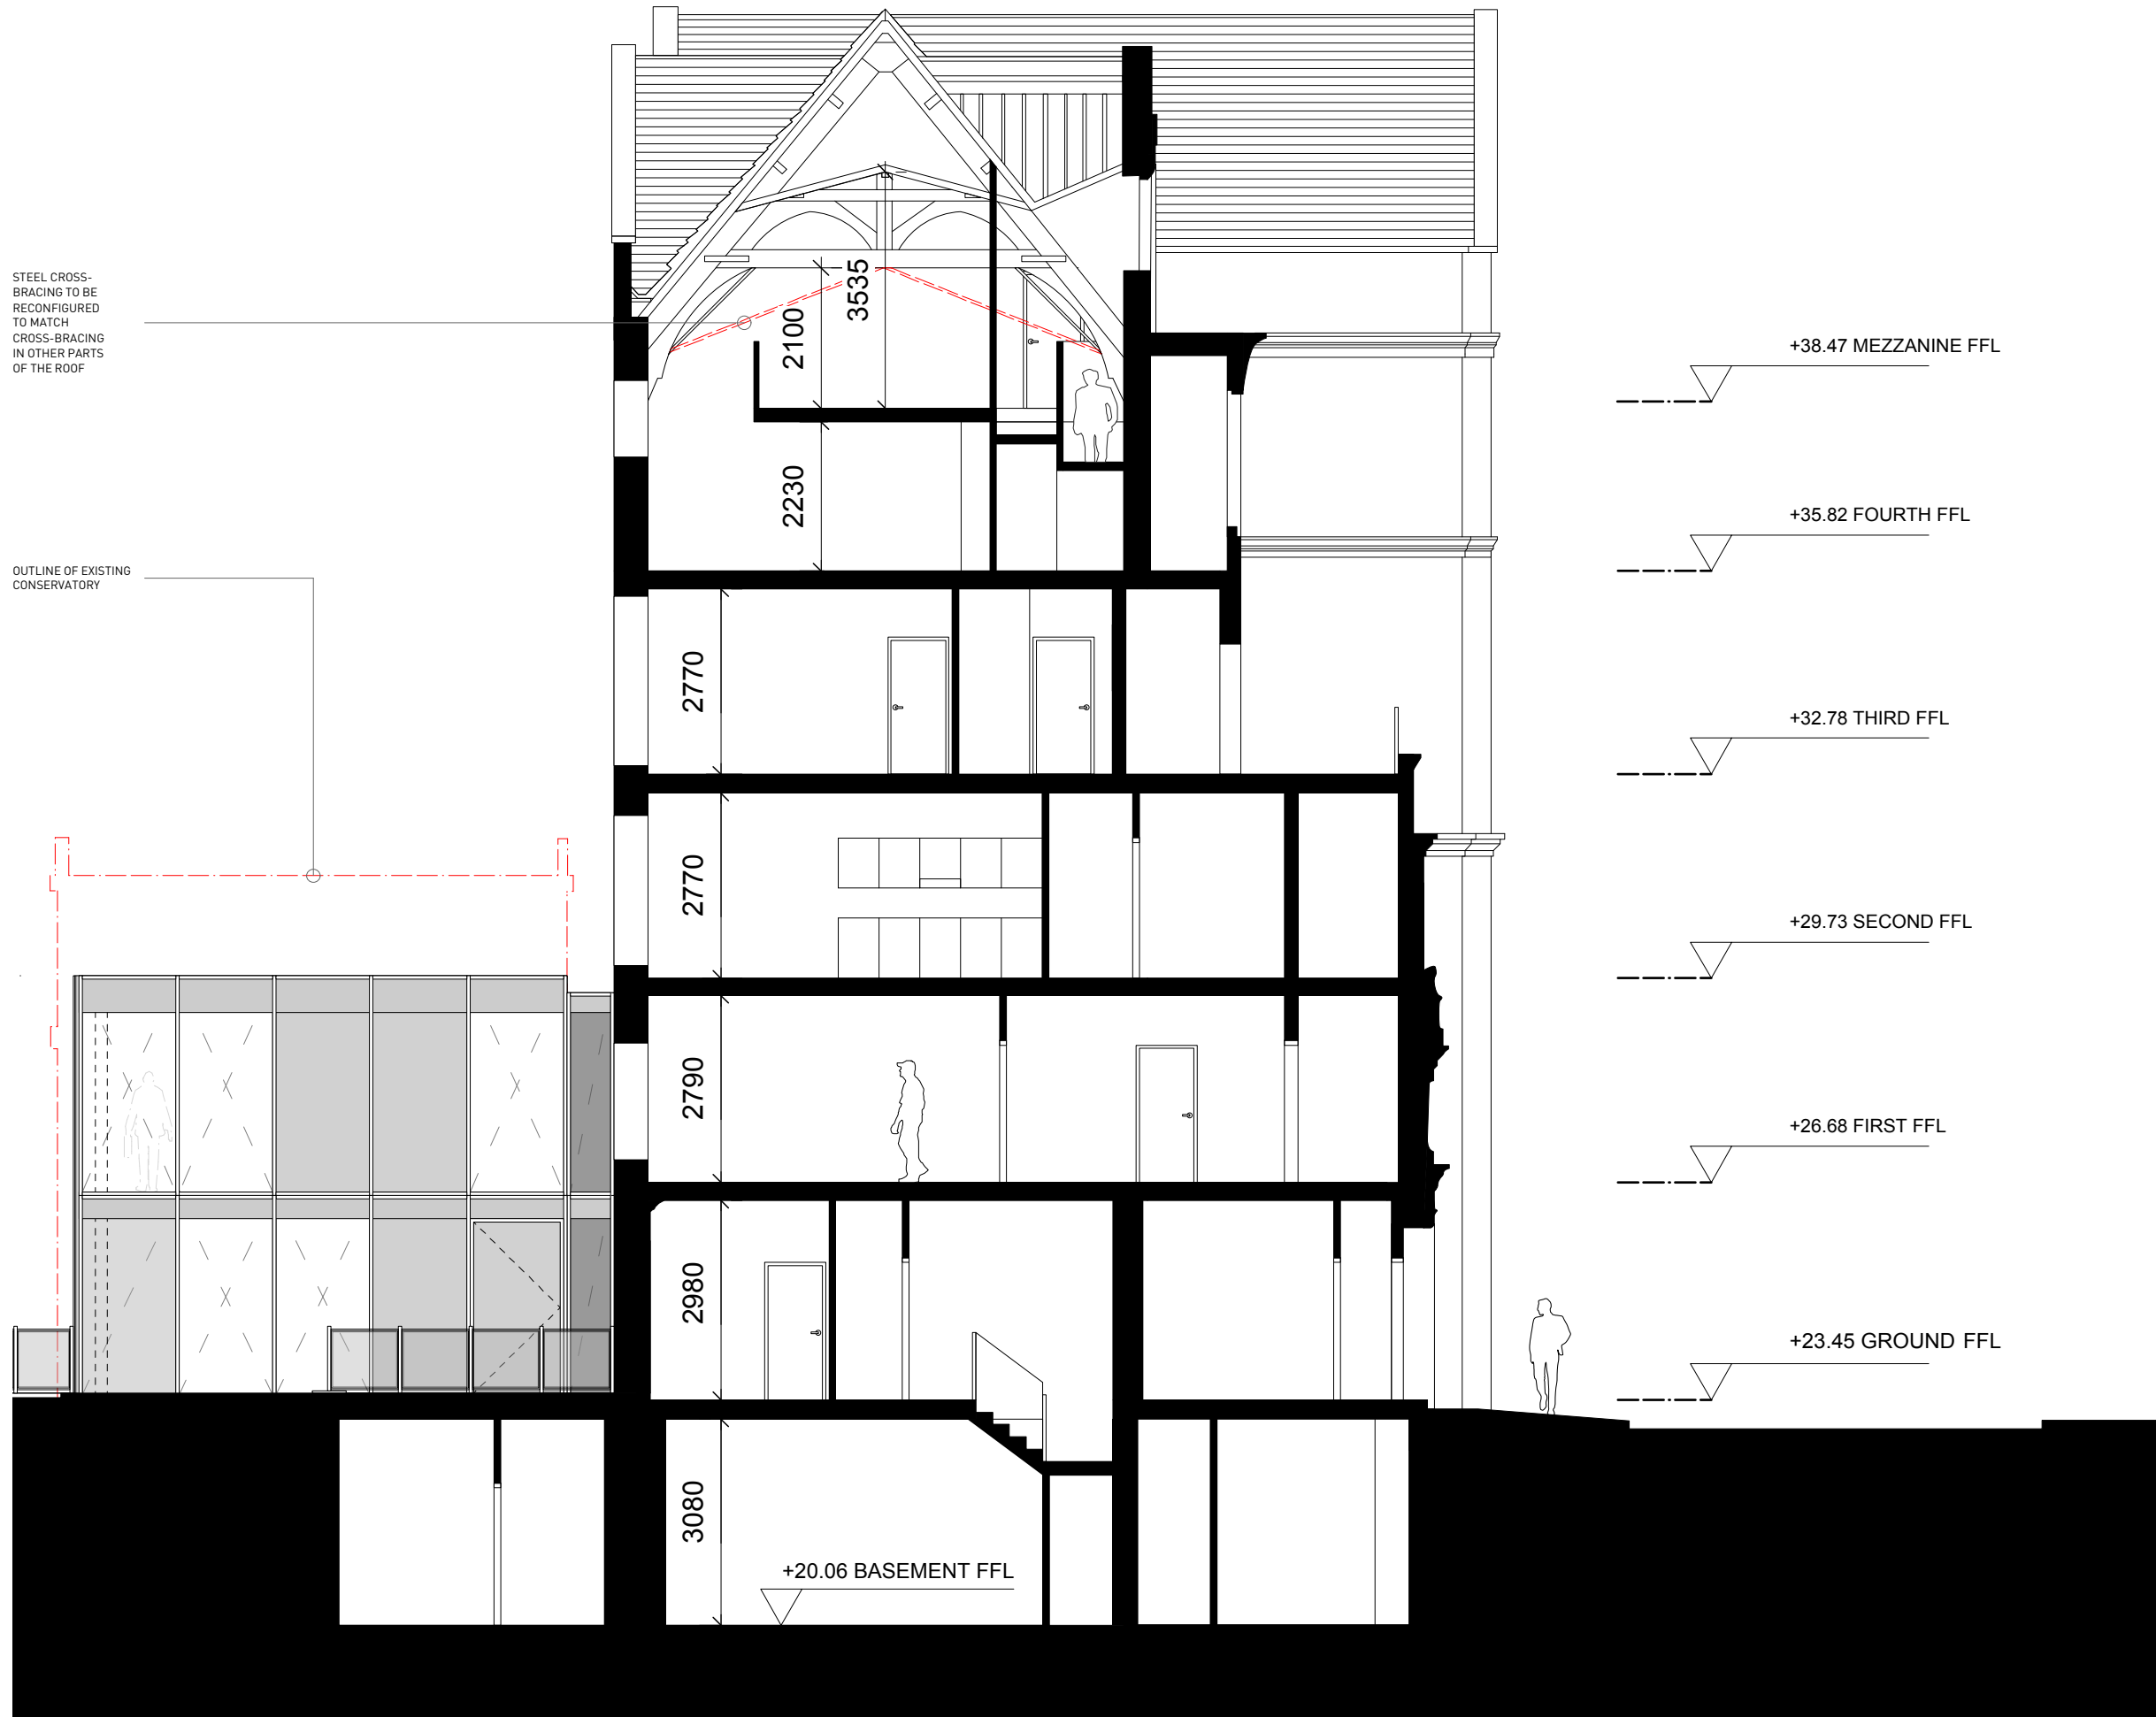 STEEL CROSS-
BRACING TO BE
RECONFIGURED
TO MATCH
CROSS-BRACING
IN OTHER PARTS
OF THE ROOF
OUTLINE OF EXISTING
CONSERVATORY
3535
2100
2230
2770
2770
2790
2980
3080
+38.47 MEZZANINE FFL
+35.82 FOURTH FFL
+32.78 THIRD FFL
+29.73 SECOND FFL
+26.68 FIRST FFL
+23.45 GROUND FFL
+20.06 BASEMENT FFL